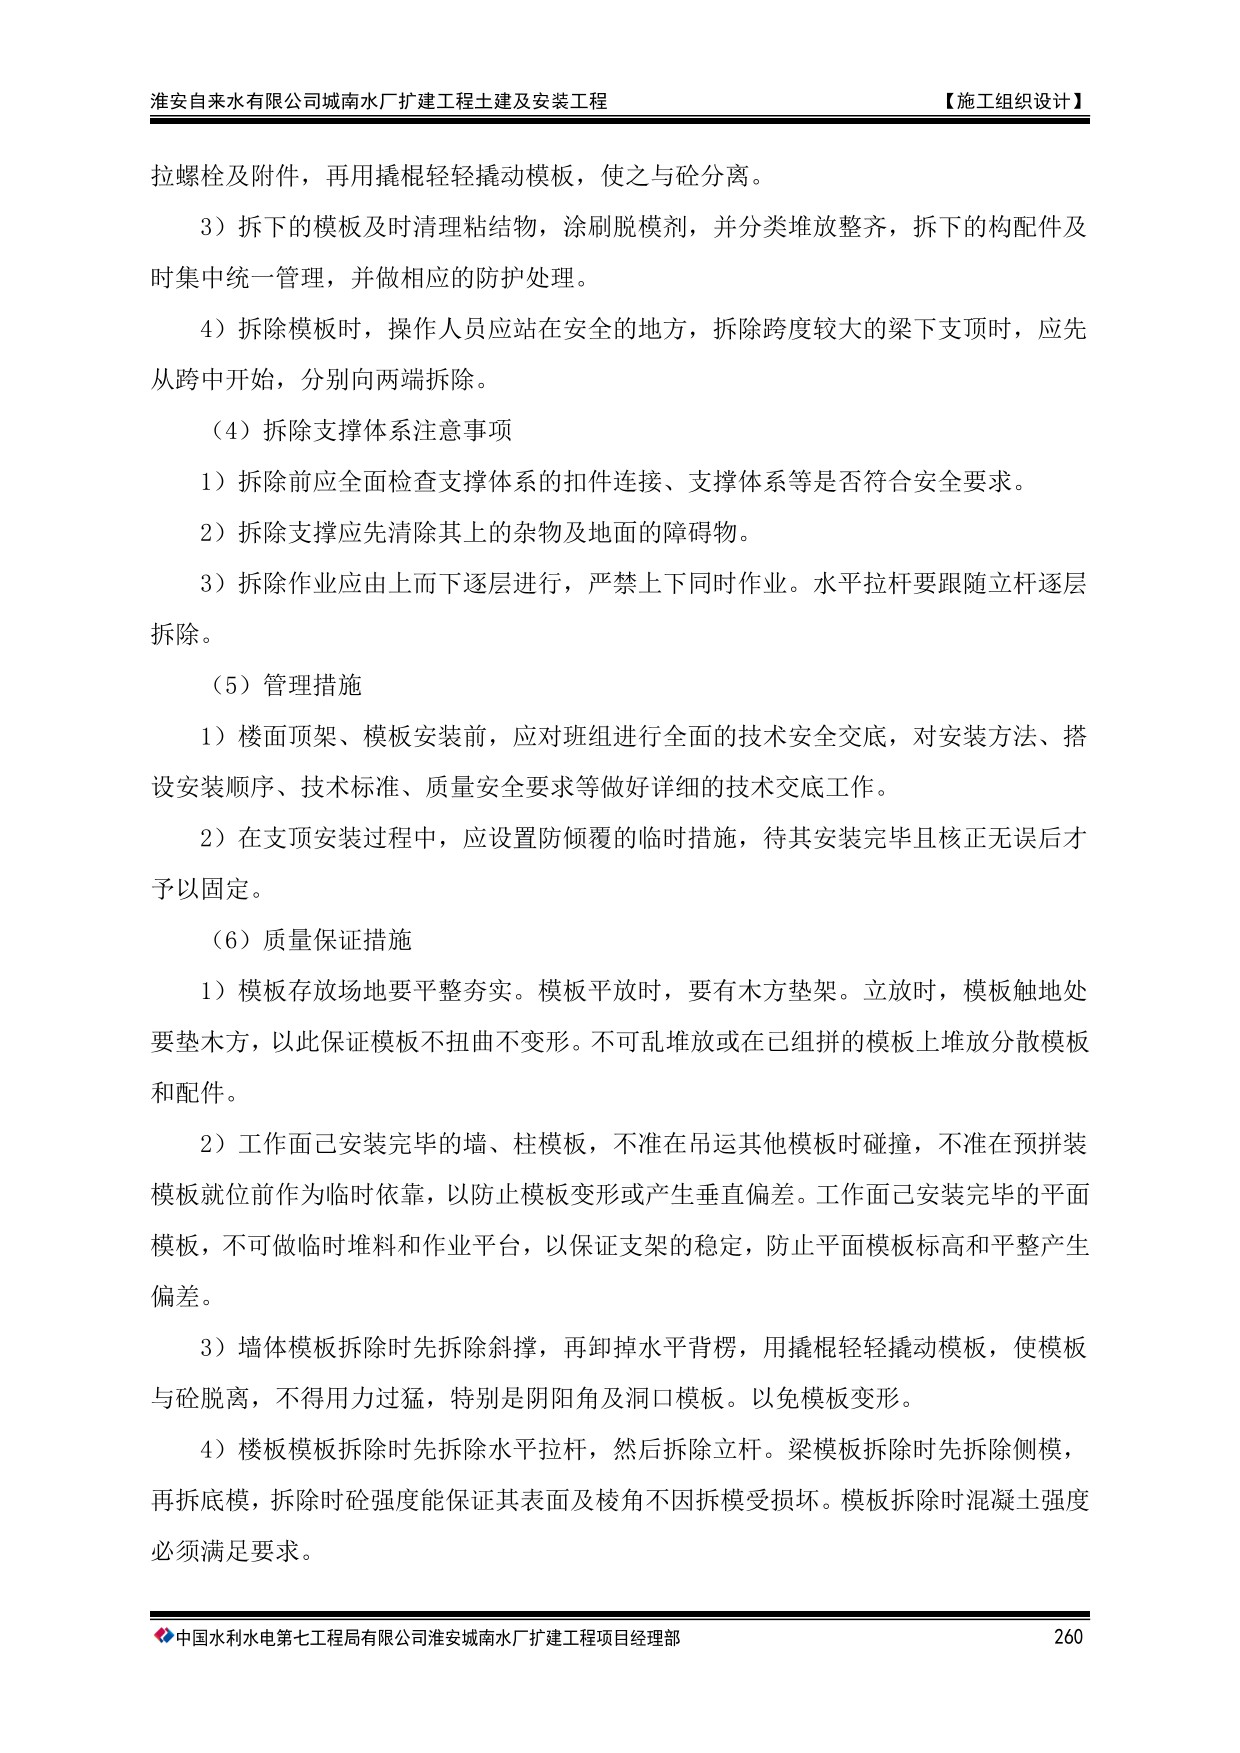 淮安自来水有限公司城南水厂扩建工程土建及安装工程 【施工组织设计】
拉螺栓及附件，再用撬棍轻轻撬动模板，使之与砼分离。
3）拆下的模板及时清理粘结物，涂刷脱模剂，并分类堆放整齐，拆下的构配件及
时集中统一管理，并做相应的防护处理。
4）拆除模板时，操作人员应站在安全的地方，拆除跨度较大的梁下支顶时，应先
从跨中开始，分别向两端拆除。
（4）拆除支撑体系注意事项
1）拆除前应全面检查支撑体系的扣件连接、支撑体系等是否符合安全要求。
2）拆除支撑应先清除其上的杂物及地面的障碍物。
3）拆除作业应由上而下逐层进行，严禁上下同时作业。水平拉杆要跟随立杆逐层
拆除。
（5）管理措施
1）楼面顶架、模板安装前，应对班组进行全面的技术安全交底，对安装方法、搭
设安装顺序、技术标准、质量安全要求等做好详细的技术交底工作。
2）在支顶安装过程中，应设置防倾覆的临时措施，待其安装完毕且核正无误后才
予以固定。
（6）质量保证措施
1）模板存放场地要平整夯实。模板平放时，要有木方垫架。立放时，模板触地处
要垫木方，以此保证模板不扭曲不变形。不可乱堆放或在已组拼的模板上堆放分散模板
和配件。
2）工作面己安装完毕的墙、柱模板，不准在吊运其他模板时碰撞，不准在预拼装
模板就位前作为临时依靠，以防止模板变形或产生垂直偏差。工作面己安装完毕的平面
模板，不可做临时堆料和作业平台，以保证支架的稳定，防止平面模板标高和平整产生
偏差。
3）墙体模板拆除时先拆除斜撑，再卸掉水平背楞，用撬棍轻轻撬动模板，使模板
与砼脱离，不得用力过猛，特别是阴阳角及洞口模板。以免模板变形。
4）楼板模板拆除时先拆除水平拉杆，然后拆除立杆。梁模板拆除时先拆除侧模，
再拆底模，拆除时砼强度能保证其表面及棱角不因拆模受损坏。模板拆除时混凝土强度
必须满足要求。
中国水利水电第七工程局有限公司淮安城南水厂扩建工程项目经理部 260